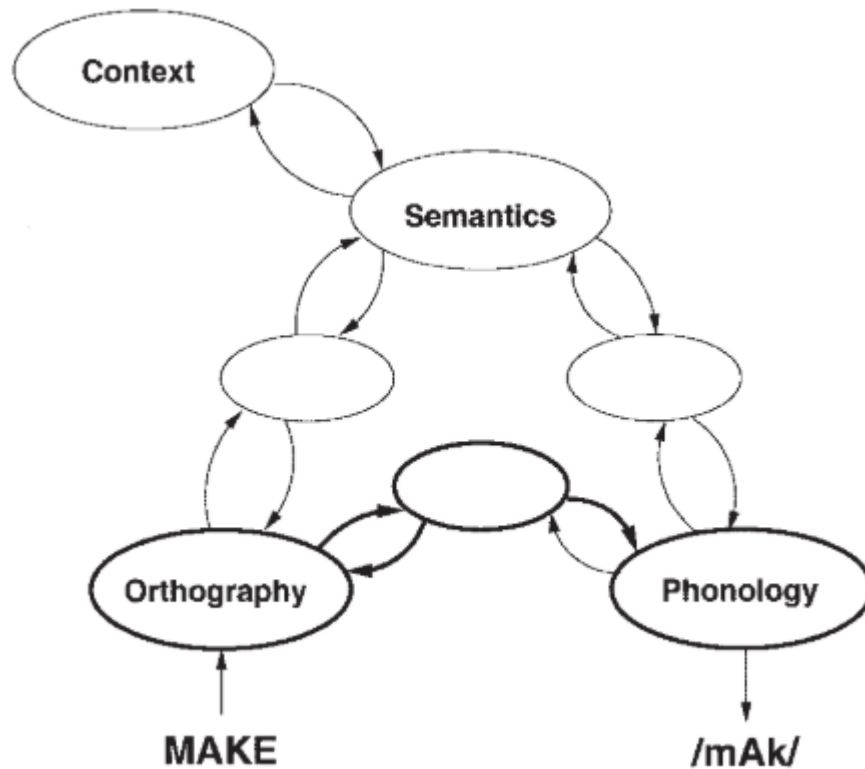 Context
Semantics
Orthography
Phonology
MAKE
/mAk/